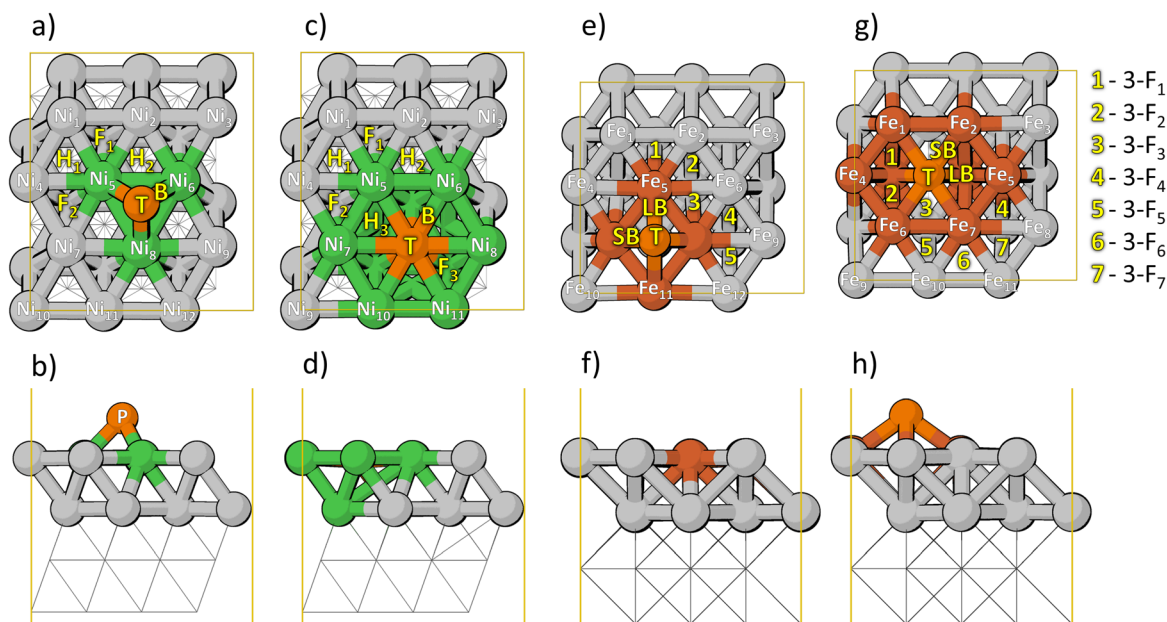 a)
c)
e)
g)
Ni1 Ni2 Ni3
F1
H1 H2
Ni4 Ni5 Ni6
F2 B
T
Ni7 Ni8 Ni9
Ni10 Ni11 Ni12
Ni1 Ni2 Ni3
F1
H1 H2
Ni4 Ni5 Ni6
F2 H3 B
Ni7 T Ni8
F3
Ni9 Ni10 Ni11
Fe1 Fe2 Fe3
1 2
Fe4 Fe5 Fe6
LB 3 4
SB T Fe9
5
Fe10 Fe11 Fe12
Fe1 Fe2 Fe3
1 SB
Fe4 T LB Fe5
2 3 4
Fe6 Fe7 Fe8
5 6 7
Fe9 Fe10 Fe11
1 - 3-F1
2 - 3-F2
3 - 3-F3
4 - 3-F4
5 - 3-F5
6 - 3-F6
7 - 3-F7
b)
d)
f)
h)
P